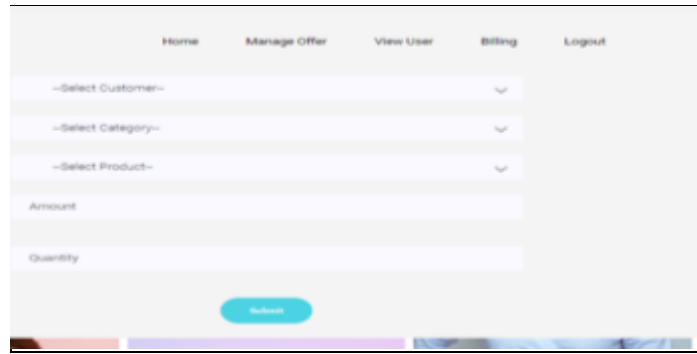 Home Manage Offer View User Billing Logout
--Select Customer--
--Select Category--
--Select Product--
Amount
Quantity
Submit